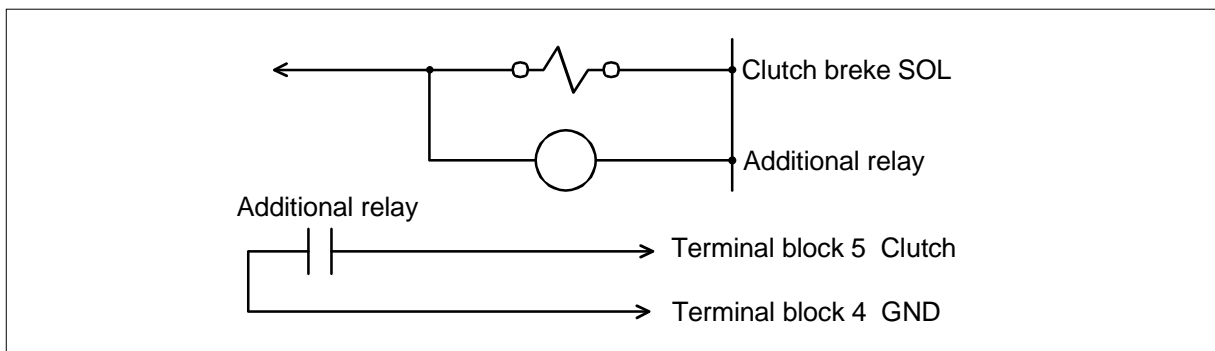 Clutch breke SOL
Additional relay
Additional relay
Terminal block 5 Clutch
Terminal block 4 GND